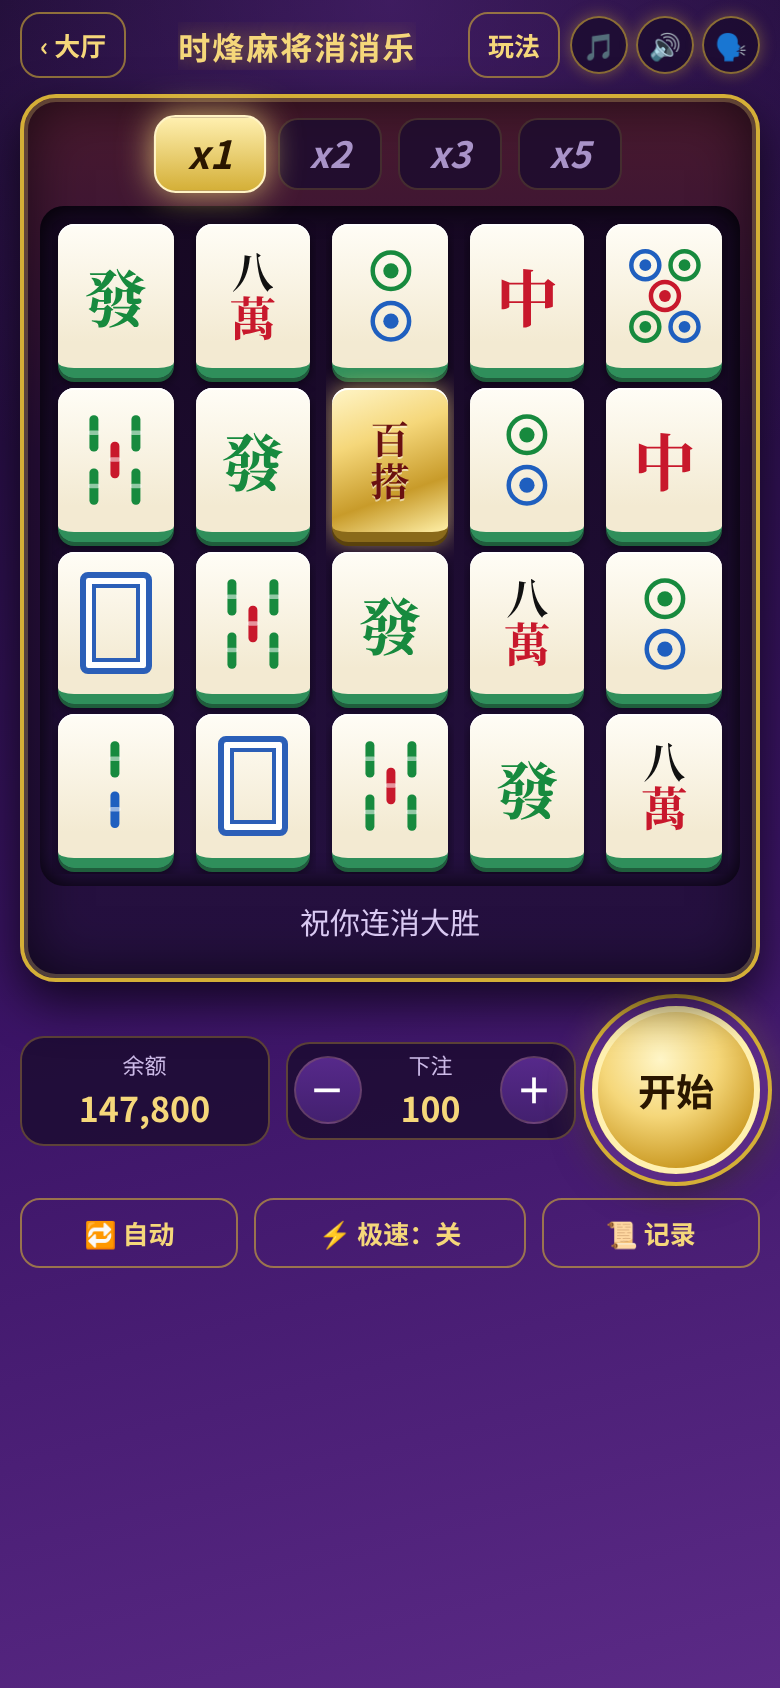 ‹ 大厅
时烽麻将消消乐
玩法
x1 x2 x3 x5
發 八萬 中
發 百搭 中
發 八萬
發 八萬
祝你连消大胜
余额
147,800
下注
− 100 +
开始
自动
极速：关
记录